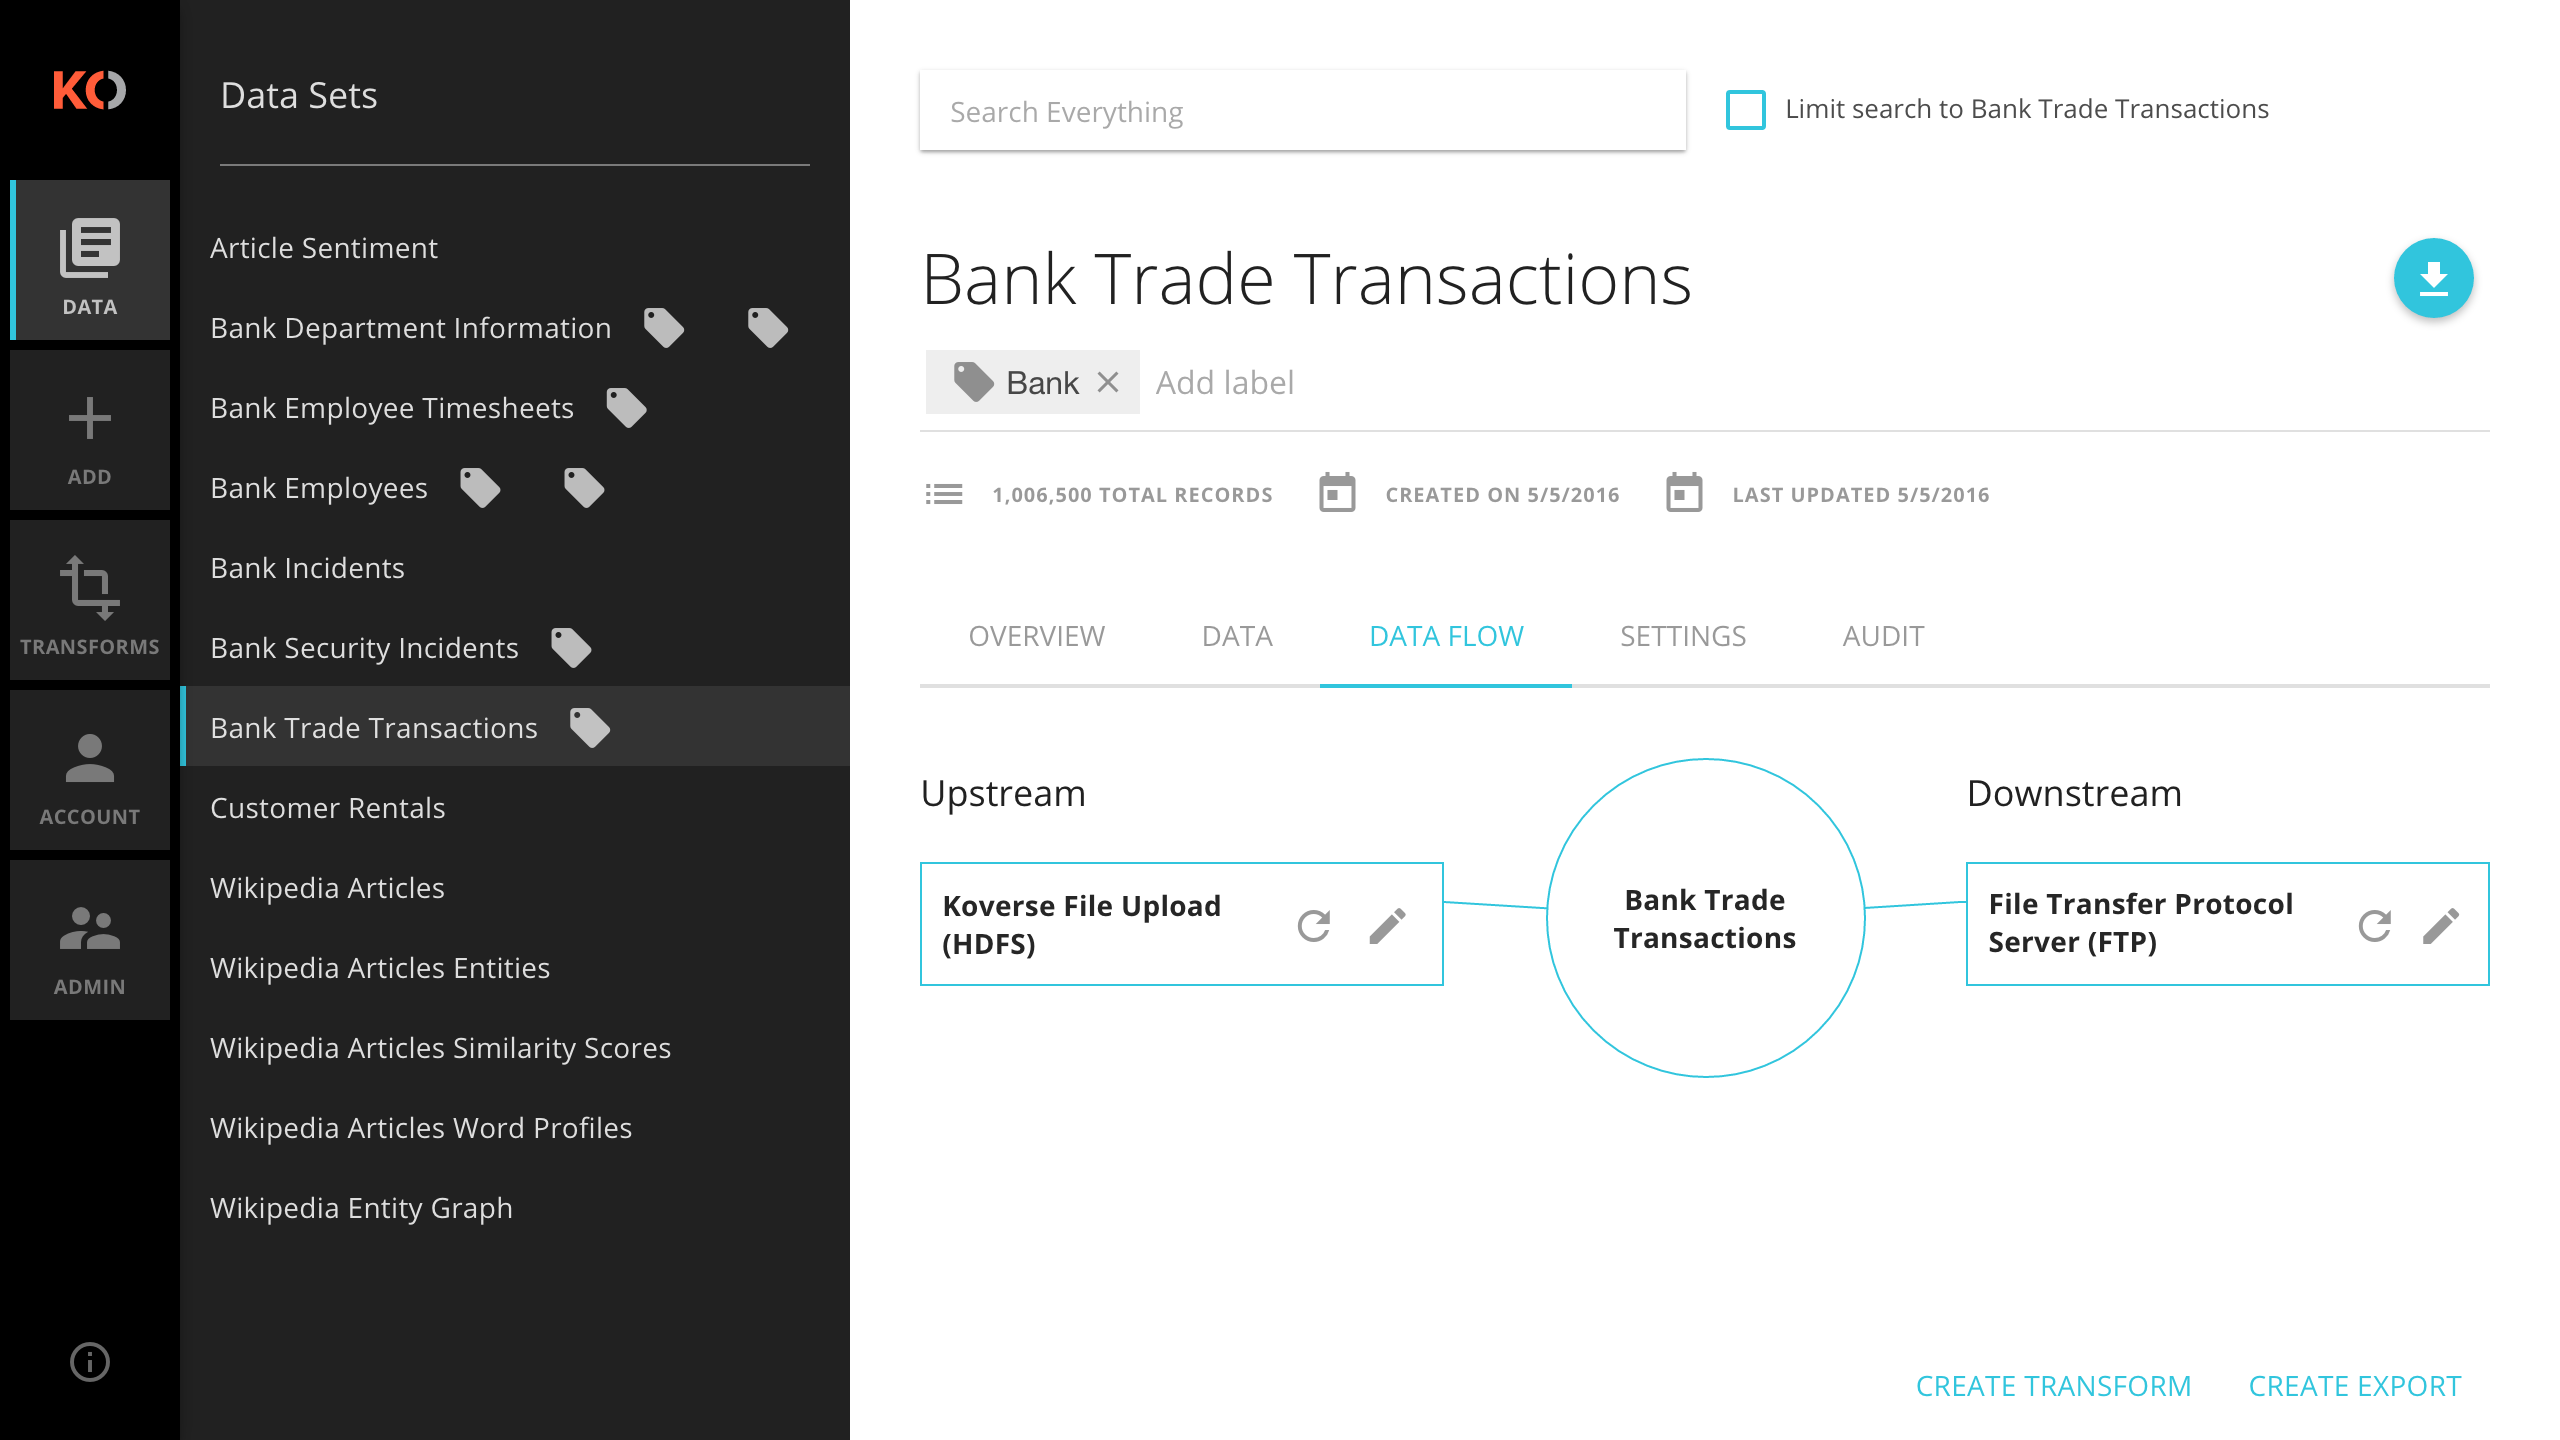 KO
DATA
ADD
TRANSFORMS
ACCOUNT
ADMIN
Data Sets
Article Sentiment
Bank Department Information
Bank Employee Timesheets
Bank Employees
Bank Incidents
Bank Security Incidents
Bank Trade Transactions
Customer Rentals
Wikipedia Articles
Wikipedia Articles Entities
Wikipedia Articles Similarity Scores
Wikipedia Articles Word Profiles
Wikipedia Entity Graph
Search Everything
Limit search to Bank Trade Transactions
Bank Trade Transactions
Bank Add label
1,006,500 TOTAL RECORDS CREATED ON 5/5/2016 LAST UPDATED 5/5/2016
OVERVIEW DATA DATA FLOW SETTINGS AUDIT
Upstream
Koverse File Upload
(HDFS)
Bank Trade
Transactions
Downstream
File Transfer Protocol
Server (FTP)
CREATE TRANSFORM CREATE EXPORT